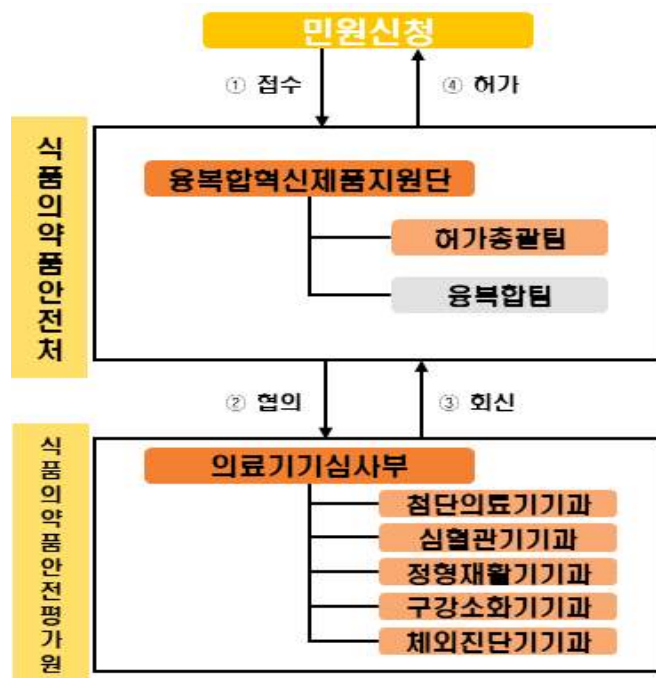 민원신청
① 접수
④ 허가
식품의약품안전처
융복합혁신제품지원단
허가총괄팀
융복합팀
② 협의
③ 회신
식품의약품안전평가원
의료기기심사부
첨단의료기기과
심혈관기기과
정형재활기기과
구강소화기기과
체외진단기기과